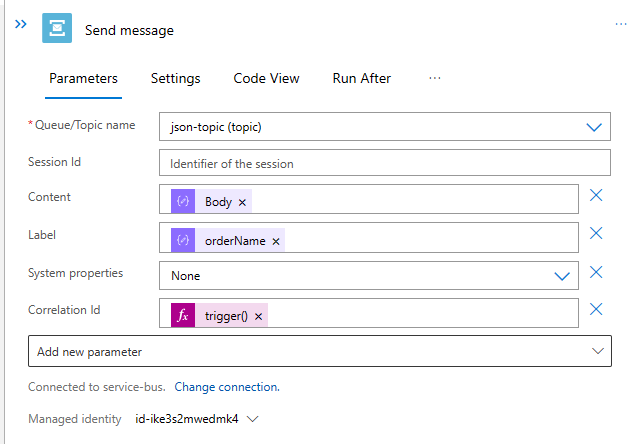 Send message
Parameters Settings Code View Run After
*Queue/Topic name json-topic (topic)
Session Id Identifier of the session
Content Body ×
Label orderName ×
System properties None
Correlation Id fx trigger() ×
Add new parameter
Connected to service-bus. Change connection.
Managed identity id-ike3s2mwedmk4